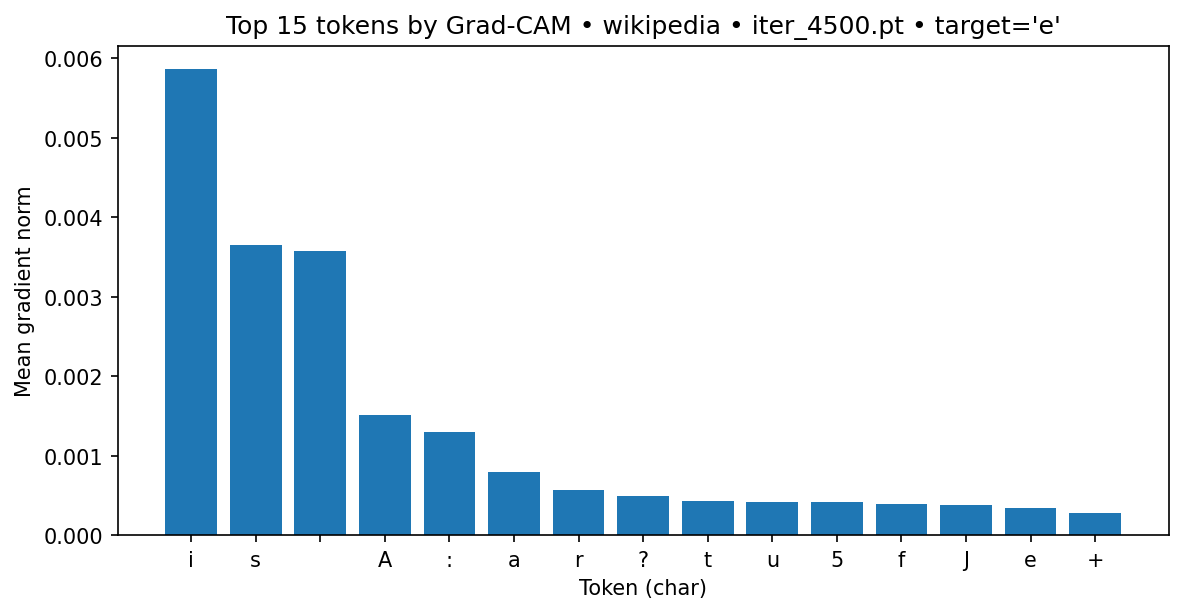 Top 15 tokens by Grad-CAM • wikipedia • iter_4500.pt • target='e'
0.006
0.005
0.004
0.003
0.002
0.001
0.000
Mean gradient norm
i s A : a r ? t u 5 f J e +
Token (char)